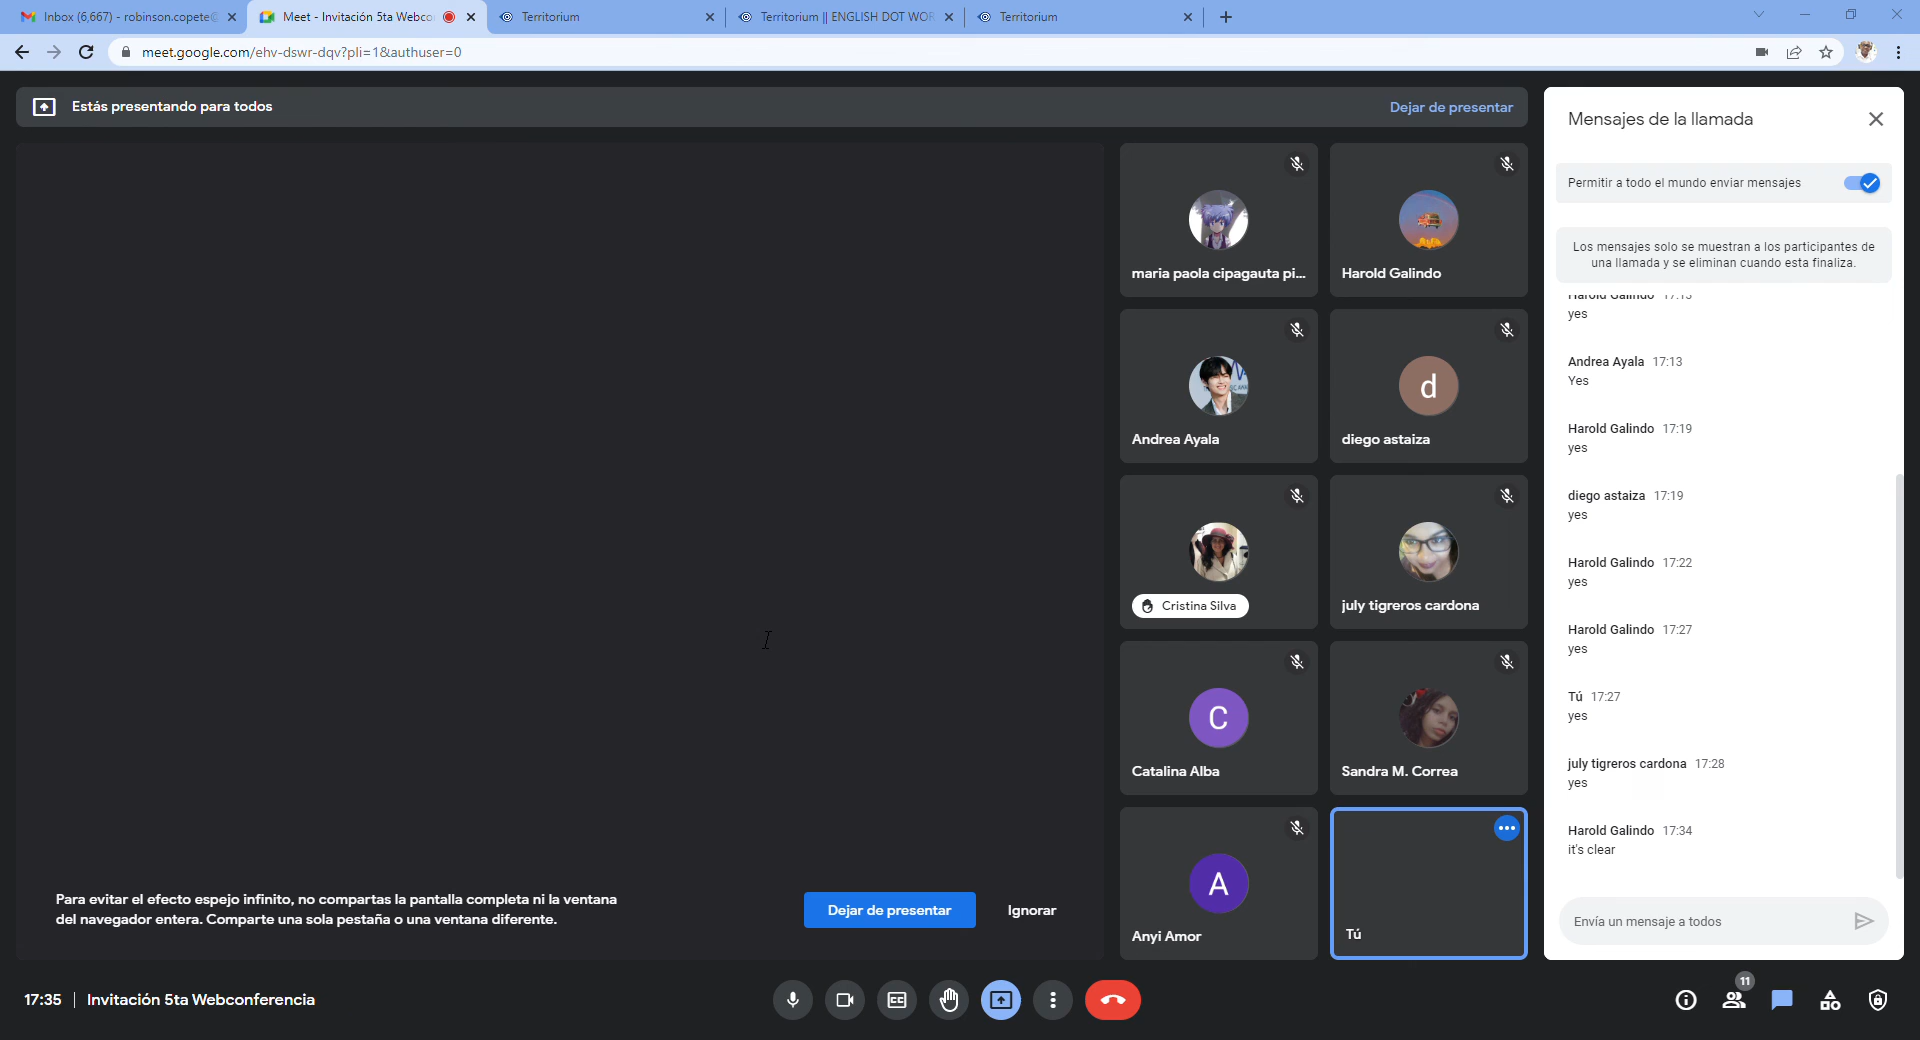 Inbox (6,667) - robinson.copete@
Meet - Invitación 5ta Webco
Territorium
Territorium || ENGLISH DOT WOR
Territorium
meet.google.com/ehv-dswr-dqv?pli=1&authuser=0
Estás presentando para todos
Dejar de presentar
Para evitar el efecto espejo infinito, no compartas la pantalla completa ni la ventana
del navegador entera. Comparte una sola pestaña o una ventana diferente.
Dejar de presentar
Ignorar
maria paola cipagauta pi...
Harold Galindo
Andrea Ayala
d
diego astaiza
Cristina Silva
july tigreros cardona
C
Catalina Alba
Sandra M. Correa
A
Anyi Amor
Tú
Mensajes de la llamada
Permitir a todo el mundo enviar mensajes
Los mensajes solo se muestran a los participantes de
una llamada y se eliminan cuando esta finaliza.
Harold Galindo 17:13
yes
Andrea Ayala 17:13
Yes
Harold Galindo 17:19
yes
diego astaiza 17:19
yes
Harold Galindo 17:22
yes
Harold Galindo 17:27
yes
Tú 17:27
yes
july tigreros cardona 17:28
yes
Harold Galindo 17:34
it's clear
Envía un mensaje a todos
17:35 | Invitación 5ta Webconferencia
11